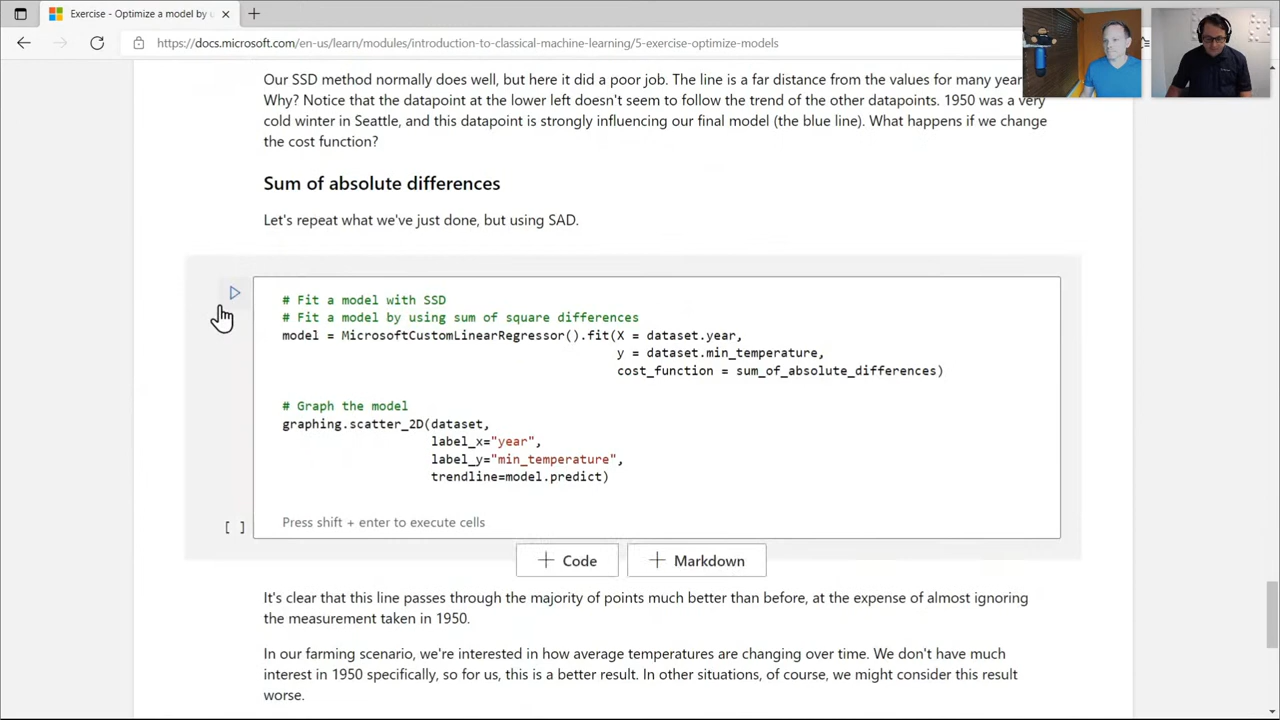 Exercise - Optimize a model by u
https://docs.microsoft.com/en-us/learn/modules/introduction-to-classical-machine-learning/5-exercise-optimize-models
Our SSD method normally does well, but here it did a poor job. The line is a far distance from the values for many year
Why? Notice that the datapoint at the lower left doesn't seem to follow the trend of the other datapoints. 1950 was a very
cold winter in Seattle, and this datapoint is strongly influencing our final model (the blue line). What happens if we change
the cost function?
Sum of absolute differences
Let's repeat what we've just done, but using SAD.
# Fit a model with SSD
# Fit a model by using sum of square differences
model = MicrosoftCustomLinearRegressor().fit(X = dataset.year,
y = dataset.min_temperature,
cost_function = sum_of_absolute_differences)
# Graph the model
graphing.scatter_2D(dataset,
label_x="year",
label_y="min_temperature",
trendline=model.predict)
[ ]
Press shift + enter to execute cells
+ Code
+ Markdown
It's clear that this line passes through the majority of points much better than before, at the expense of almost ignoring
the measurement taken in 1950.
In our farming scenario, we're interested in how average temperatures are changing over time. We don't have much
interest in 1950 specifically, so for us, this is a better result. In other situations, of course, we might consider this result
worse.